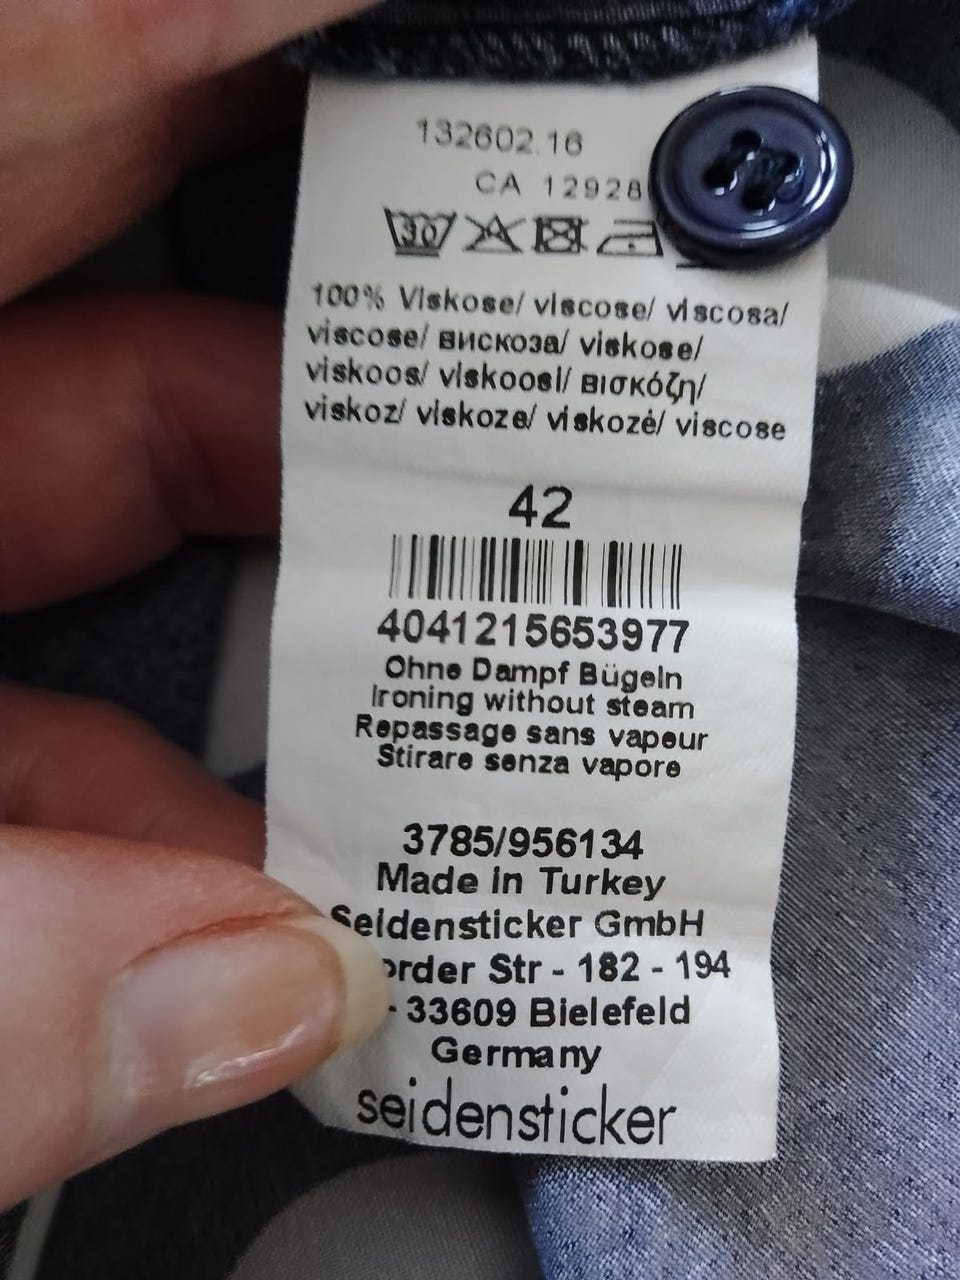 132602.16
CA 12928
30
100% Viskose/ viscose/ viscosa/
viscose/ вискоза/ viskose/
viskoos/ viskoosi/ βισκόζη/
viskoz/ viskoze/ viskozė/ viscose
42
4041215653977
Ohne Dampf Bügeln
Ironing without steam
Repassage sans vapeur
Stirare senza vapore
3785/956134
Made in Turkey
Seidensticker GmbH
Str - 182 - 194
- 33609 Bielefeld
Germany
seidensticker